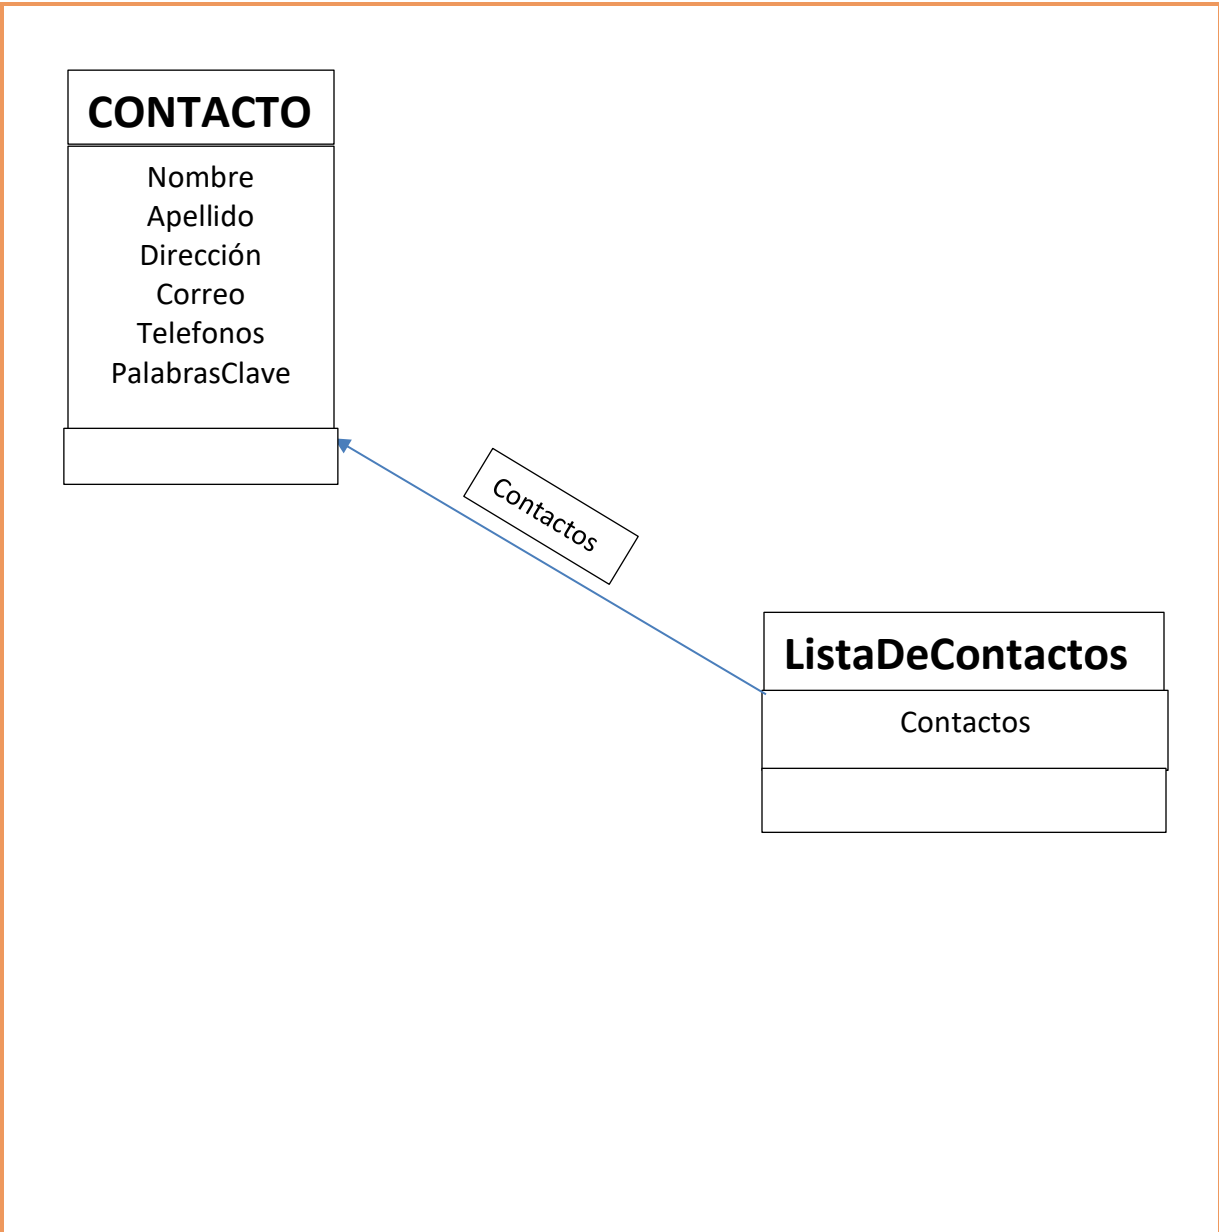 CONTACTO
Nombre
Apellido
Dirección
Correo
Telefonos
PalabrasClave
Contactos
ListaDeContactos
Contactos